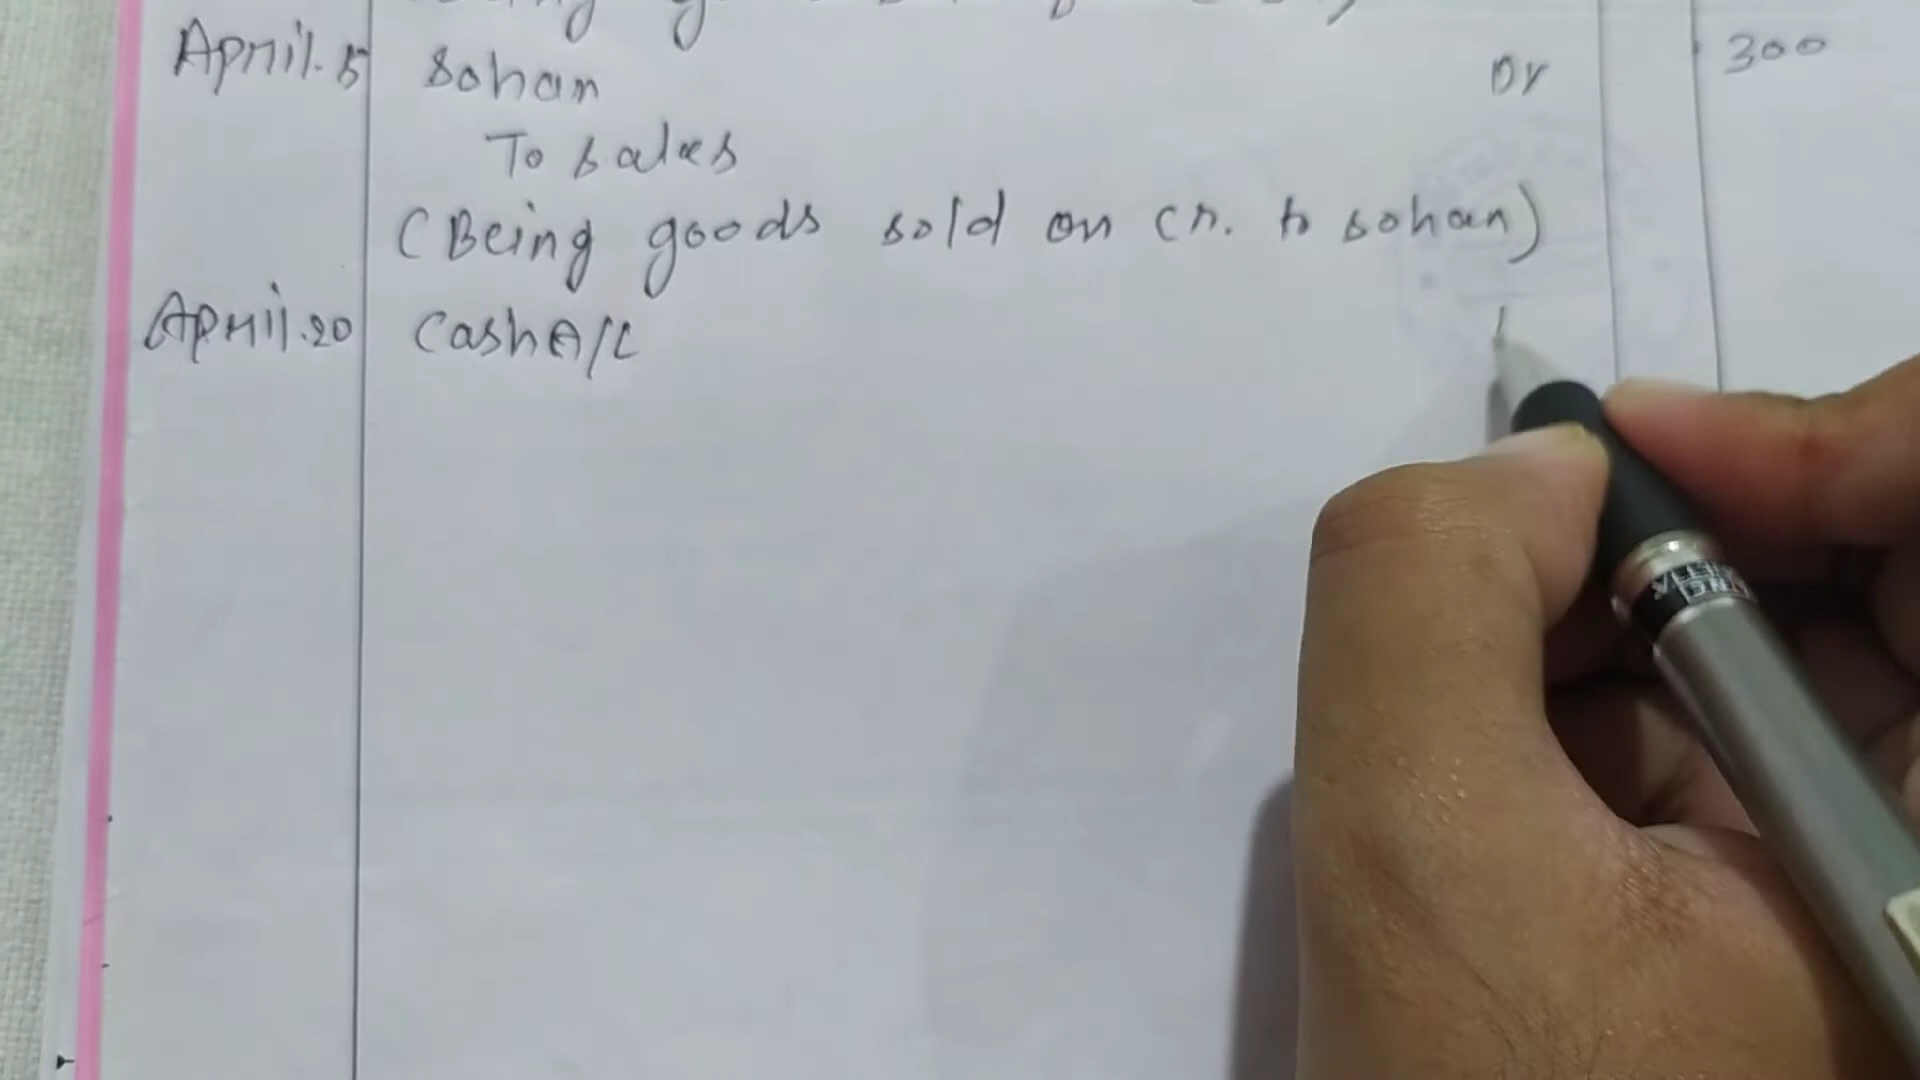 April.5 Sohan Dr 300
To sales
(Being goods sold on Cr. to sohan)
April.20 Cash A/C